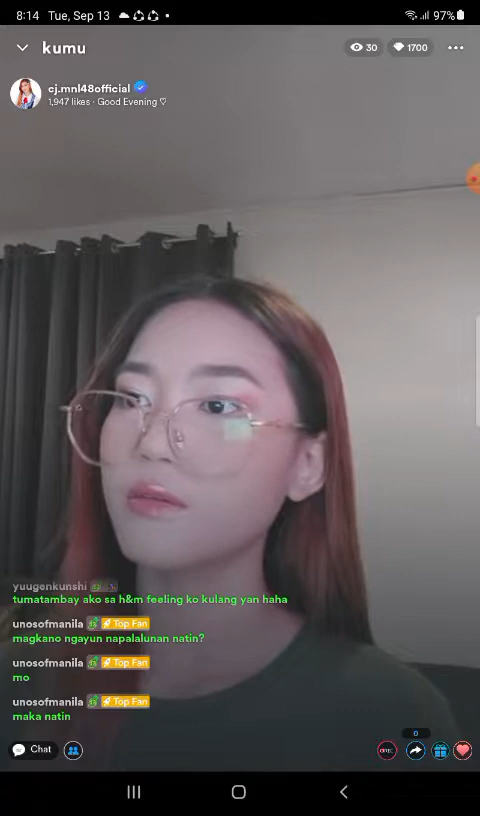 8:14 Tue, Sep 13 97%
kumu 30 1700
cj.mnl48official
1,947 likes · Good Evening ♡
yuugenkunshi
tumatambay ako sa h&m feeling ko kulang yan haha
unosofmanila Top Fan
magkano ngayun napalalunan natin?
unosofmanila Top Fan
mo
unosofmanila Top Fan
maka natin
0
Chat